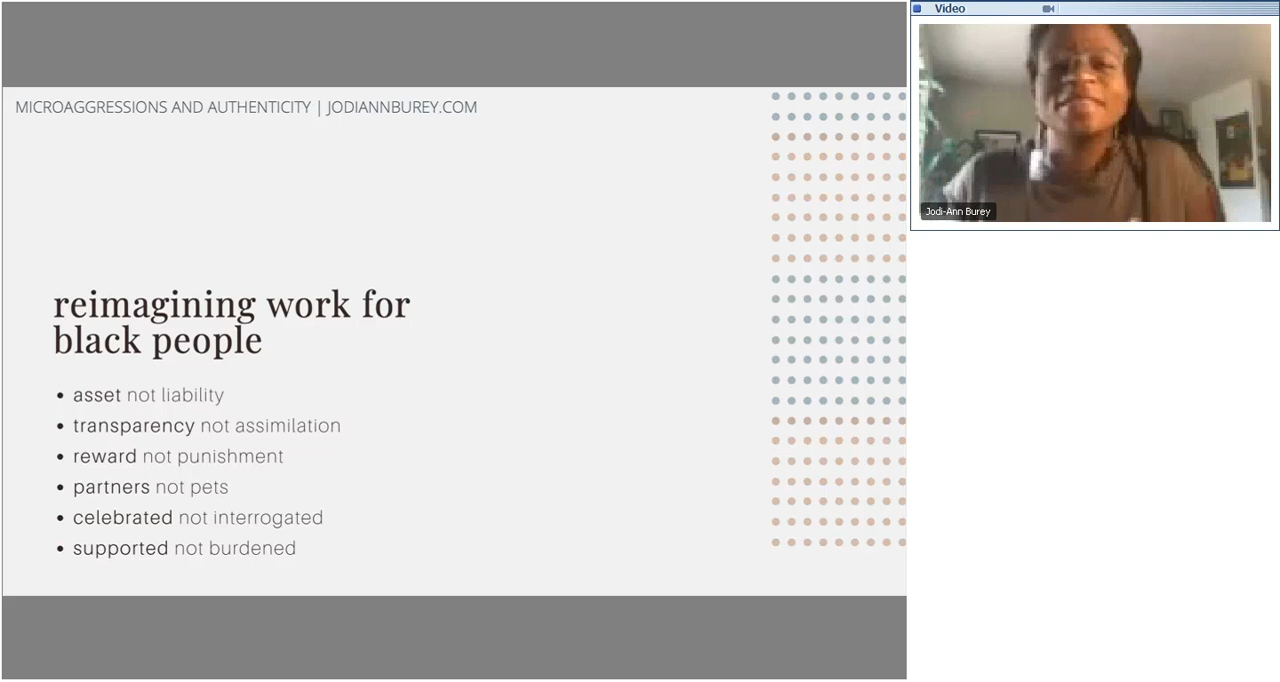 MICROAGGRESSIONS AND AUTHENTICITY | JODIANNBUREY.COM
reimagining work for
black people
• asset not liability
• transparency not assimilation
• reward not punishment
• partners not pets
• celebrated not interrogated
• supported not burdened
Video
Jodi-Ann Burey